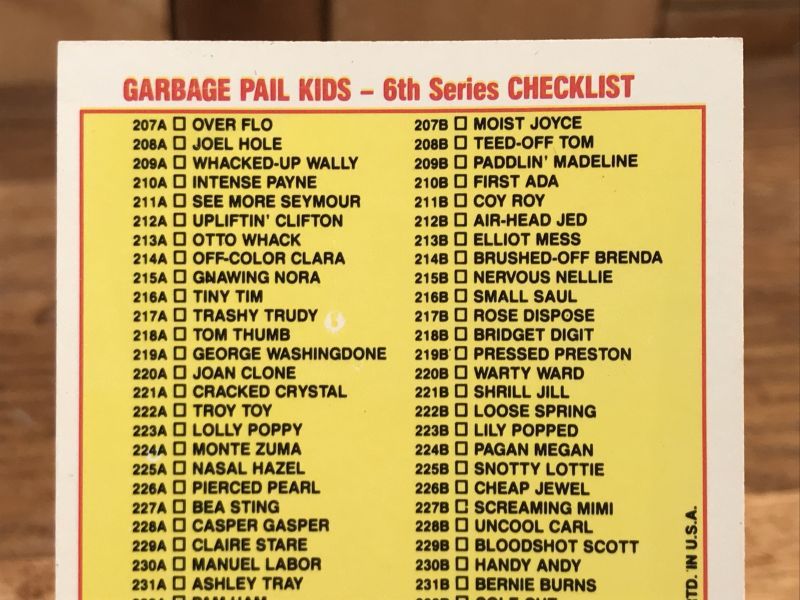 GARBAGE PAIL KIDS – 6th Series CHECKLIST
207A □ OVER FLO 207B □ MOIST JOYCE
208A □ JOEL HOLE 208B □ TEED-OFF TOM
209A □ WHACKED-UP WALLY 209B □ PADDLIN' MADELINE
210A □ INTENSE PAYNE 210B □ FIRST ADA
211A □ SEE MORE SEYMOUR 211B □ COY ROY
212A □ UPLIFTIN' CLIFTON 212B □ AIR-HEAD JED
213A □ OTTO WHACK 213B □ ELLIOT MESS
214A □ OFF-COLOR CLARA 214B □ BRUSHED-OFF BRENDA
215A □ GNAWING NORA 215B □ NERVOUS NELLIE
216A □ TINY TIM 216B □ SMALL SAUL
217A □ TRASHY TRUDY 217B □ ROSE DISPOSE
218A □ TOM THUMB 218B □ BRIDGET DIGIT
219A □ GEORGE WASHINGDONE 219B □ PRESSED PRESTON
220A □ JOAN CLONE 220B □ WARTY WARD
221A □ CRACKED CRYSTAL 221B □ SHRILL JILL
222A □ TROY TOY 222B □ LOOSE SPRING
223A □ LOLLY POPPY 223B □ LILY POPPED
224A □ MONTE ZUMA 224B □ PAGAN MEGAN
225A □ NASAL HAZEL 225B □ SNOTTY LOTTIE
226A □ PIERCED PEARL 226B □ CHEAP JEWEL
227A □ BEA STING 227B □ SCREAMING MIMI
228A □ CASPER GASPER 228B □ UNCOOL CARL
229A □ CLAIRE STARE 229B □ BLOODSHOT SCOTT
230A □ MANUEL LABOR 230B □ HANDY ANDY
231A □ ASHLEY TRAY 231B □ BERNIE BURNS
TD. IN U.S.A.